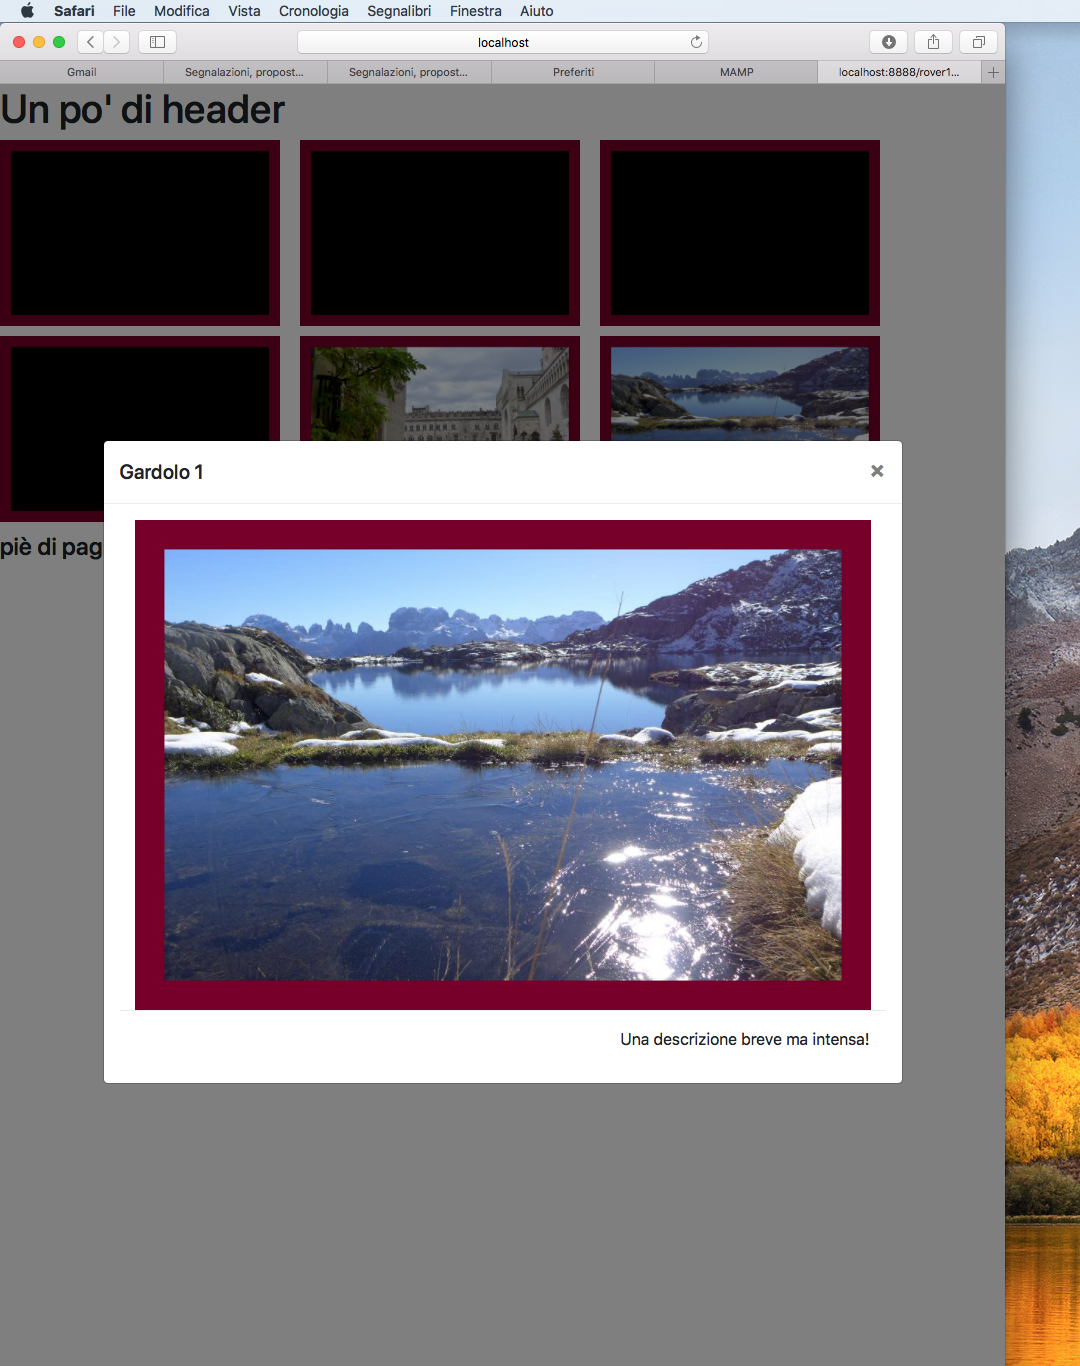 Safari File Modifica Vista Cronologia Segnalibri Finestra Aiuto
localhost
Gmail
Segnalazioni, propost...
Segnalazioni, propost...
Preferiti
MAMP
localhost:8888/rover1...
Un po' di header
Gardolo 1
piè di pag
Una descrizione breve ma intensa!